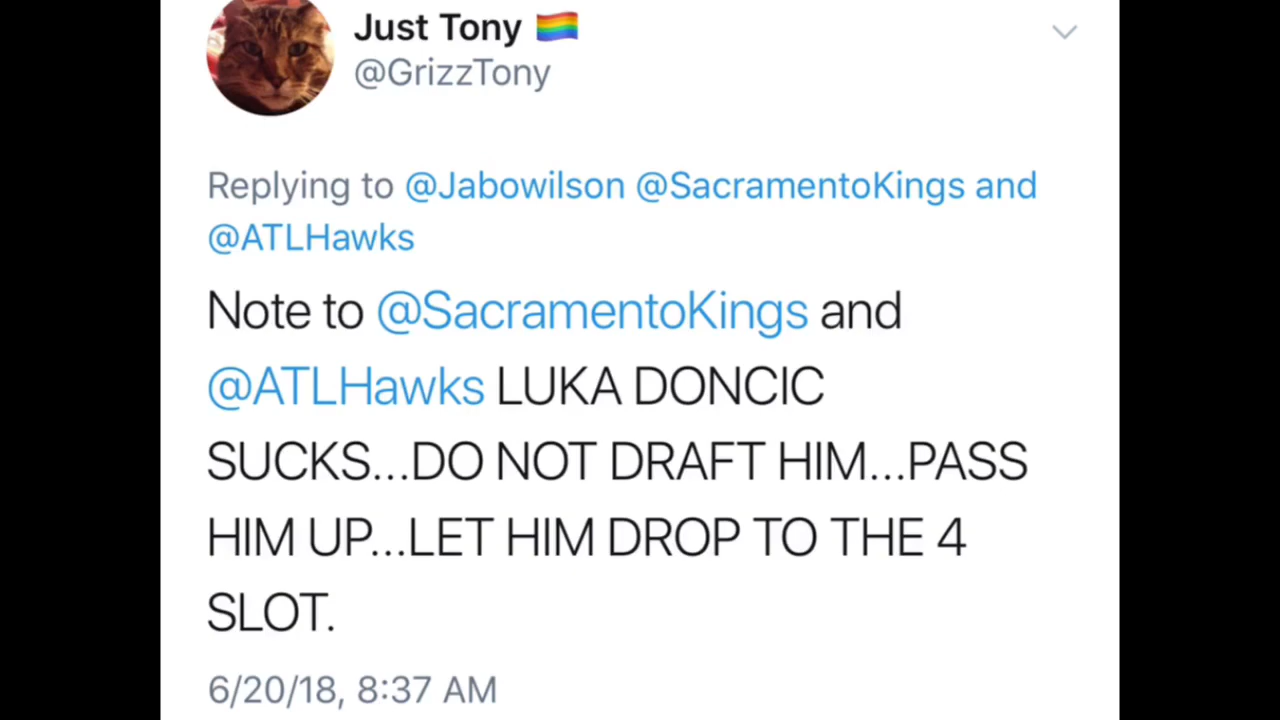 Just Tony 🏳️‍🌈
@GrizzTony
Replying to @Jabowilson @SacramentoKings and
@ATLHawks
Note to @SacramentoKings and
@ATLHawks LUKA DONCIC
SUCKS...DO NOT DRAFT HIM...PASS
HIM UP...LET HIM DROP TO THE 4
SLOT.
6/20/18, 8:37 AM